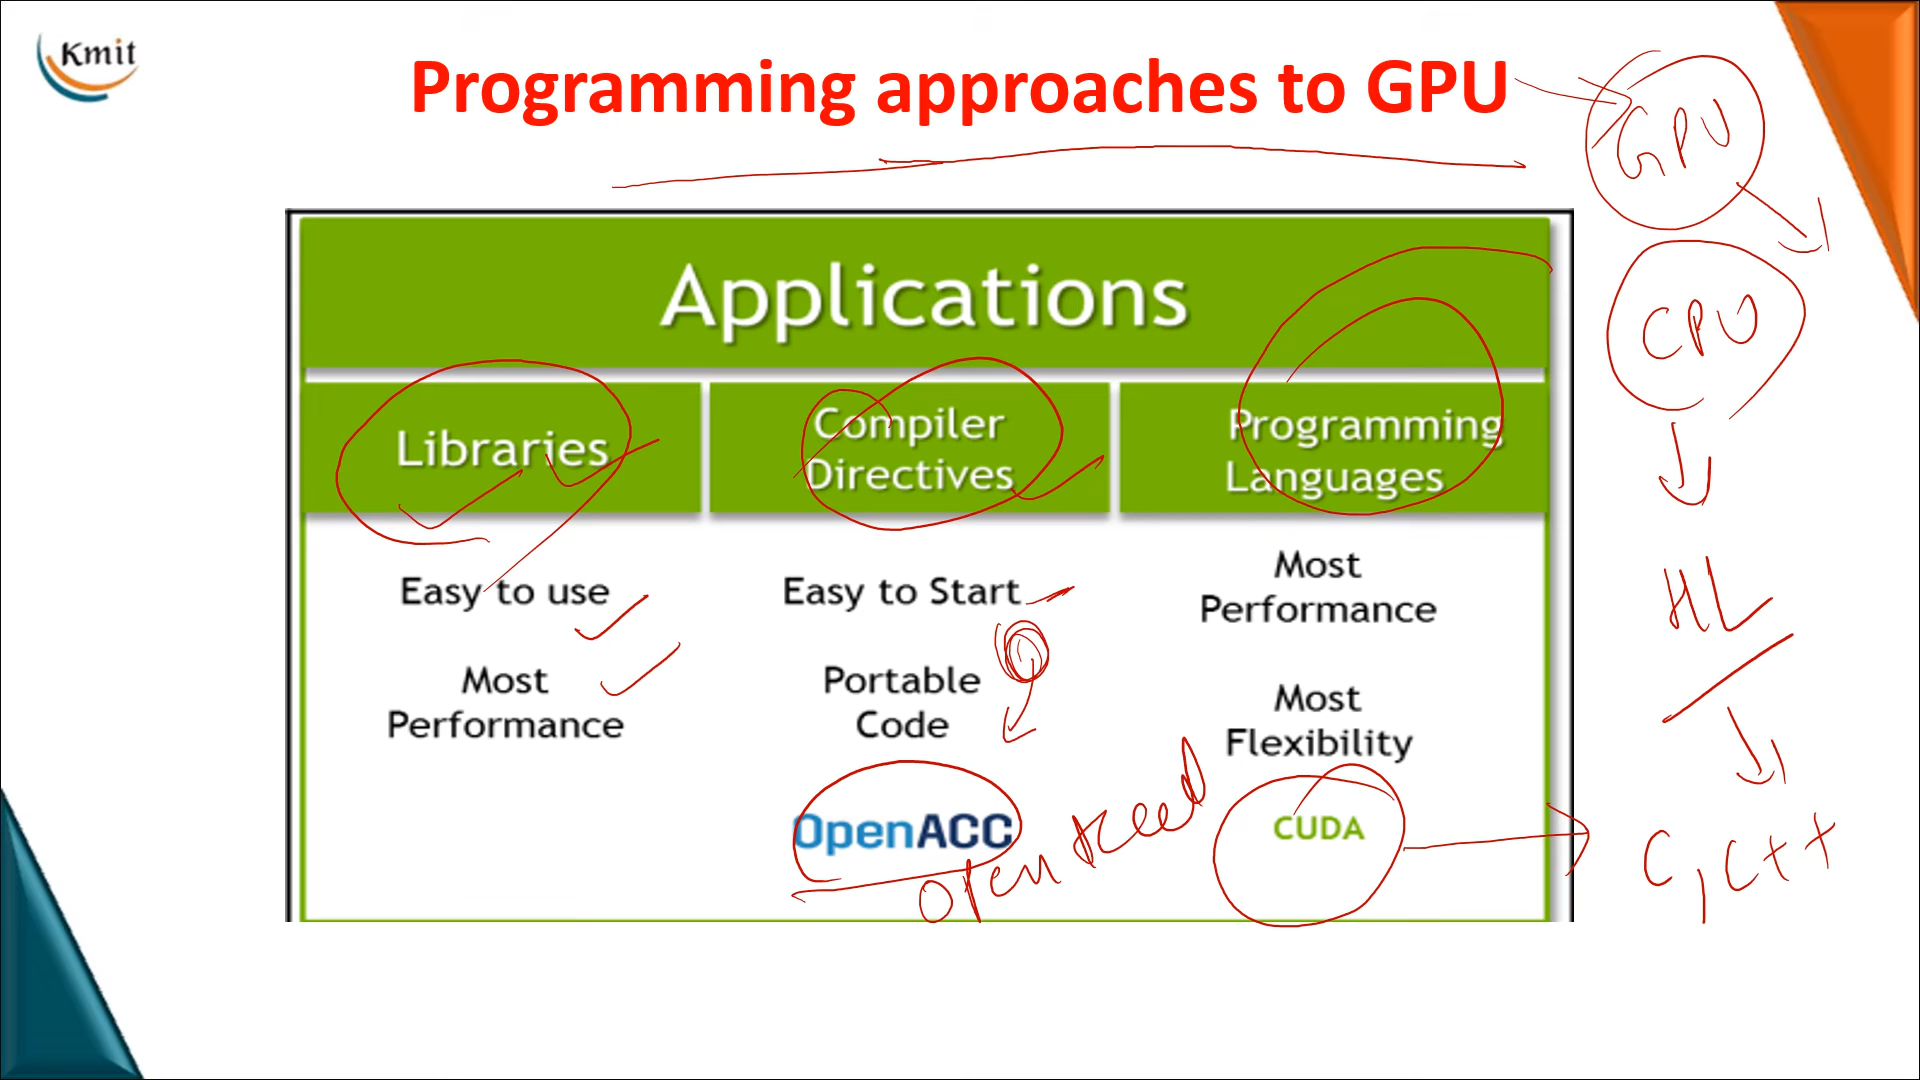 Kmit
Programming approaches to GPU
GPU
Applications
CPU
Libraries
Compiler
Directives
Programming
Languages
Easy to use
Most
Performance
Easy to Start
Portable
Code
OpenACC
Open
Most
Performance
Most
Flexibility
CUDA
HL
C, C++